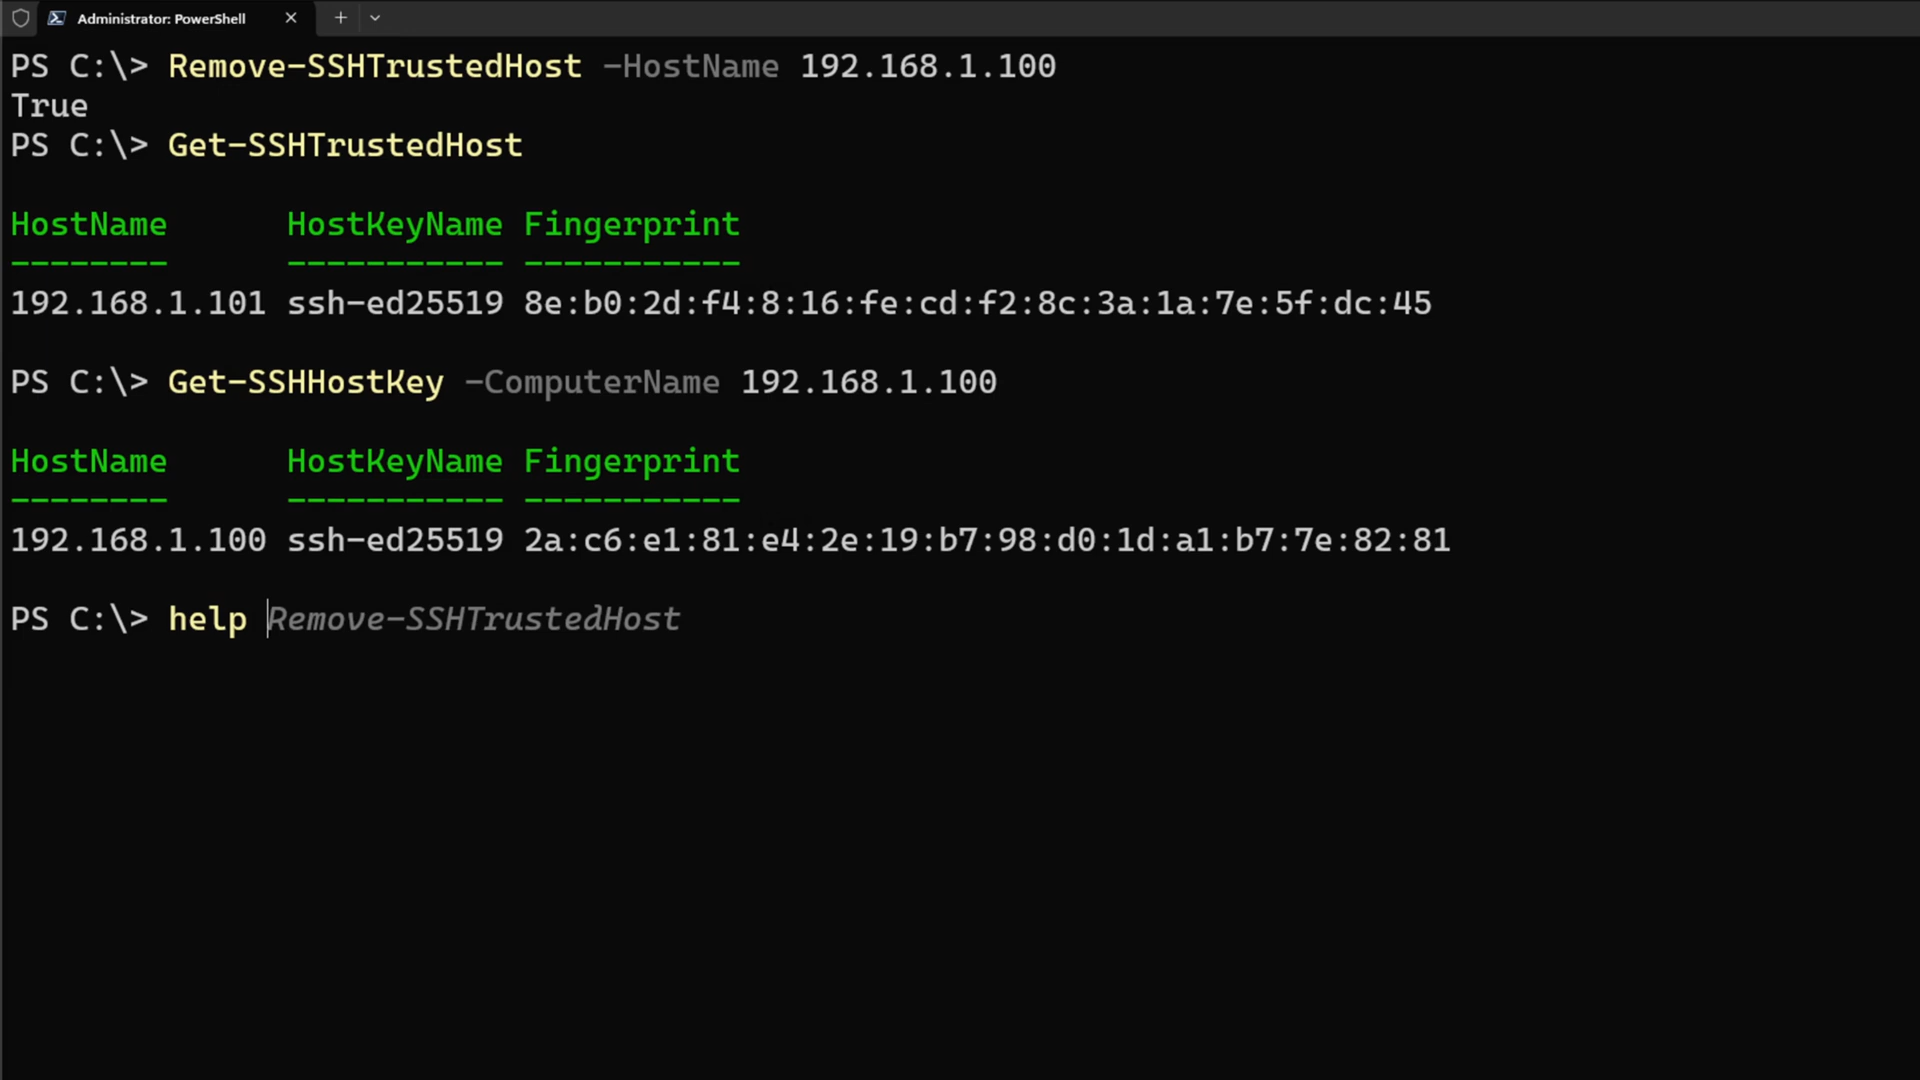 Administrator: PowerShell
PS C:\> Remove-SSHTrustedHost -HostName 192.168.1.100
True
PS C:\> Get-SSHTrustedHost
HostName HostKeyName Fingerprint
-------- ----------- -----------
192.168.1.101 ssh-ed25519 8e:b0:2d:f4:8:16:fe:cd:f2:8c:3a:1a:7e:5f:dc:45
PS C:\> Get-SSHHostKey -ComputerName 192.168.1.100
HostName HostKeyName Fingerprint
-------- ----------- -----------
192.168.1.100 ssh-ed25519 2a:c6:e1:81:e4:2e:19:b7:98:d0:1d:a1:b7:7e:82:81
PS C:\> help Remove-SSHTrustedHost